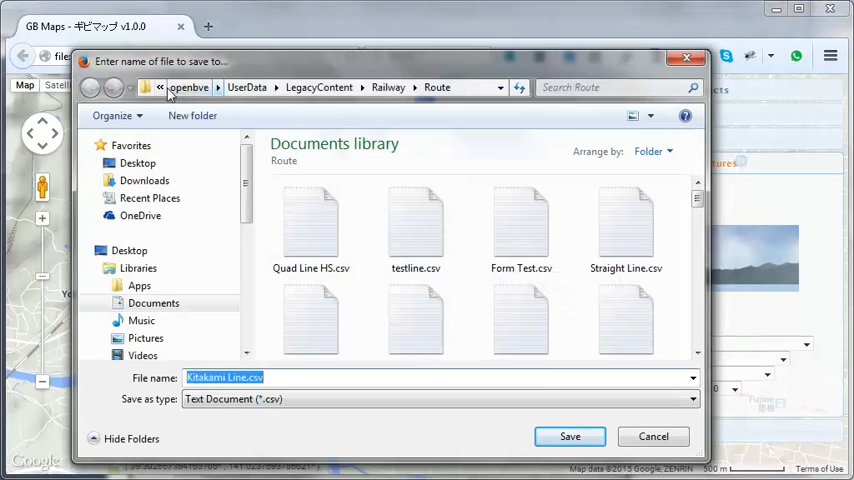 GB Maps - ギビマップ v1.0.0
file:
Enter name of file to save to...
openbve UserData LegacyContent Railway Route
Search Route
Map Satelli
Organize New folder
Favorites
Desktop
Downloads
Recent Places
OneDrive
Desktop
Libraries
Apps
Documents
Music
Pictures
Videos
Documents library
Route
Arrange by: Folder
Quad Line HS.csv testline.csv Form Test.csv Straight Line.csv
File name: Kitakami Line.csv
Save as type: Text Document (*.csv)
Hide Folders
Save Cancel
Google
Map data ©2015 Google, ZENRIN 500 m Terms of Use